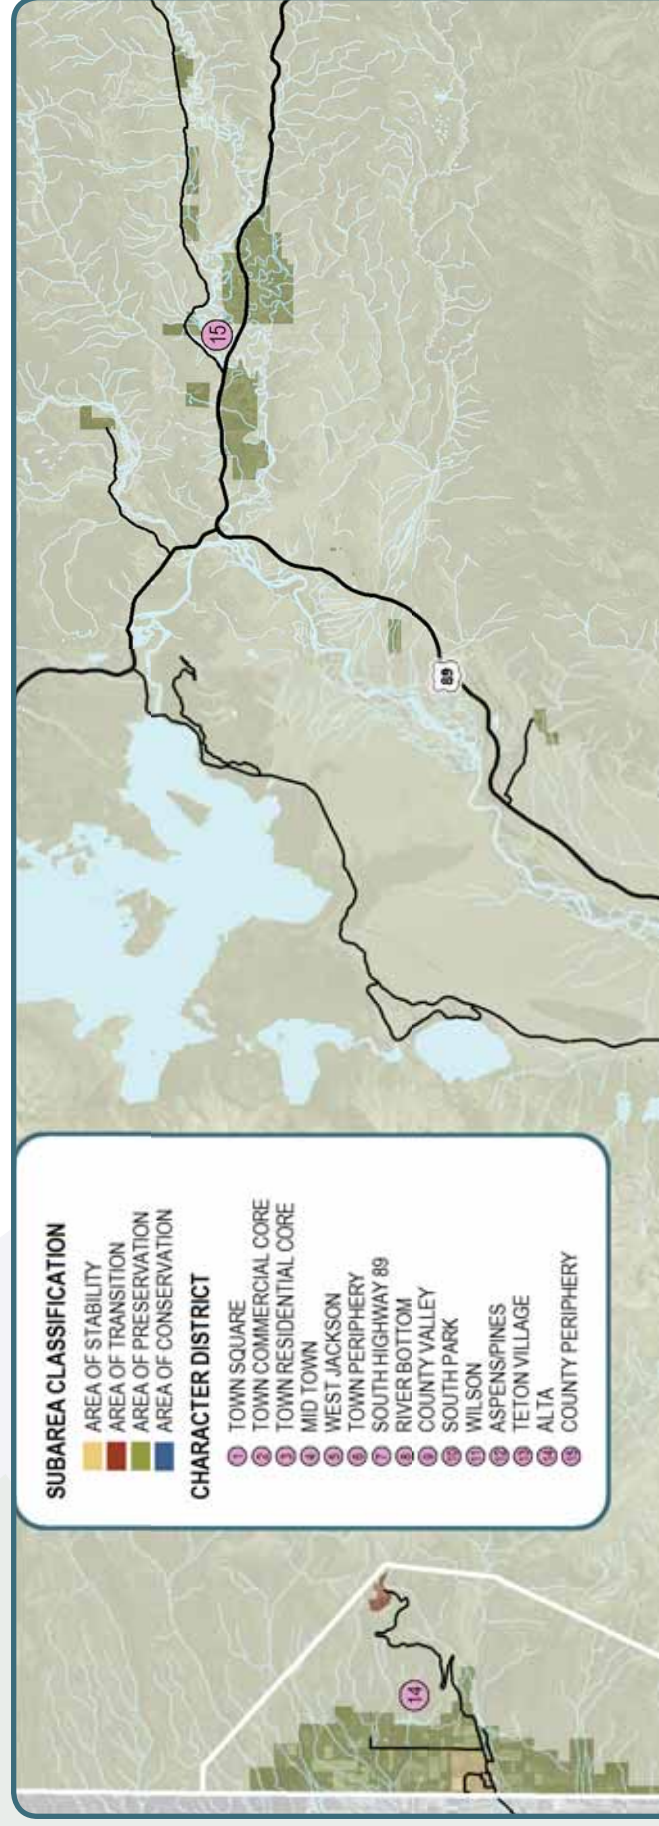 SUBAREA CLASSIFICATION
AREA OF STABILITY
AREA OF TRANSITION
AREA OF PRESERVATION
AREA OF CONSERVATION
CHARACTER DISTRICT
1 TOWN SQUARE
2 TOWN COMMERCIAL CORE
3 TOWN RESIDENTIAL CORE
4 MID TOWN
5 WEST JACKSON
6 TOWN PERIPHERY
7 SOUTH HIGHWAY 89
8 RIVER BOTTOM
9 COUNTY VALLEY
10 SOUTH PARK
11 WILSON
12 ASPENS/PINES
13 TETON VILLAGE
14 ALTA
15 COUNTY PERIPHERY
14
89
15